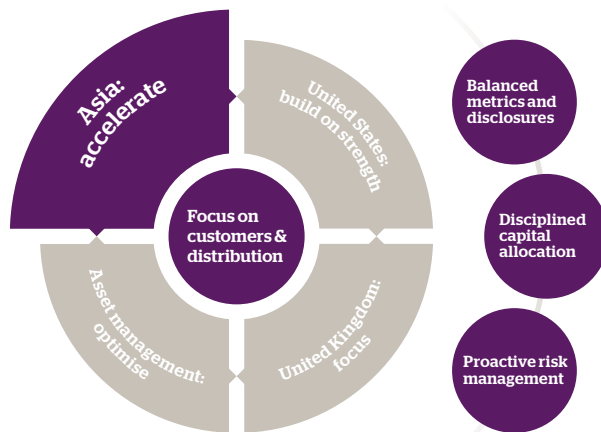 Asia:
accelerate
United States:
build on strength
Focus on
customers &
distribution
Asset management:
optimise
United Kingdom:
focus
Balanced
metrics and
disclosures
Disciplined
capital
allocation
Proactive risk
management